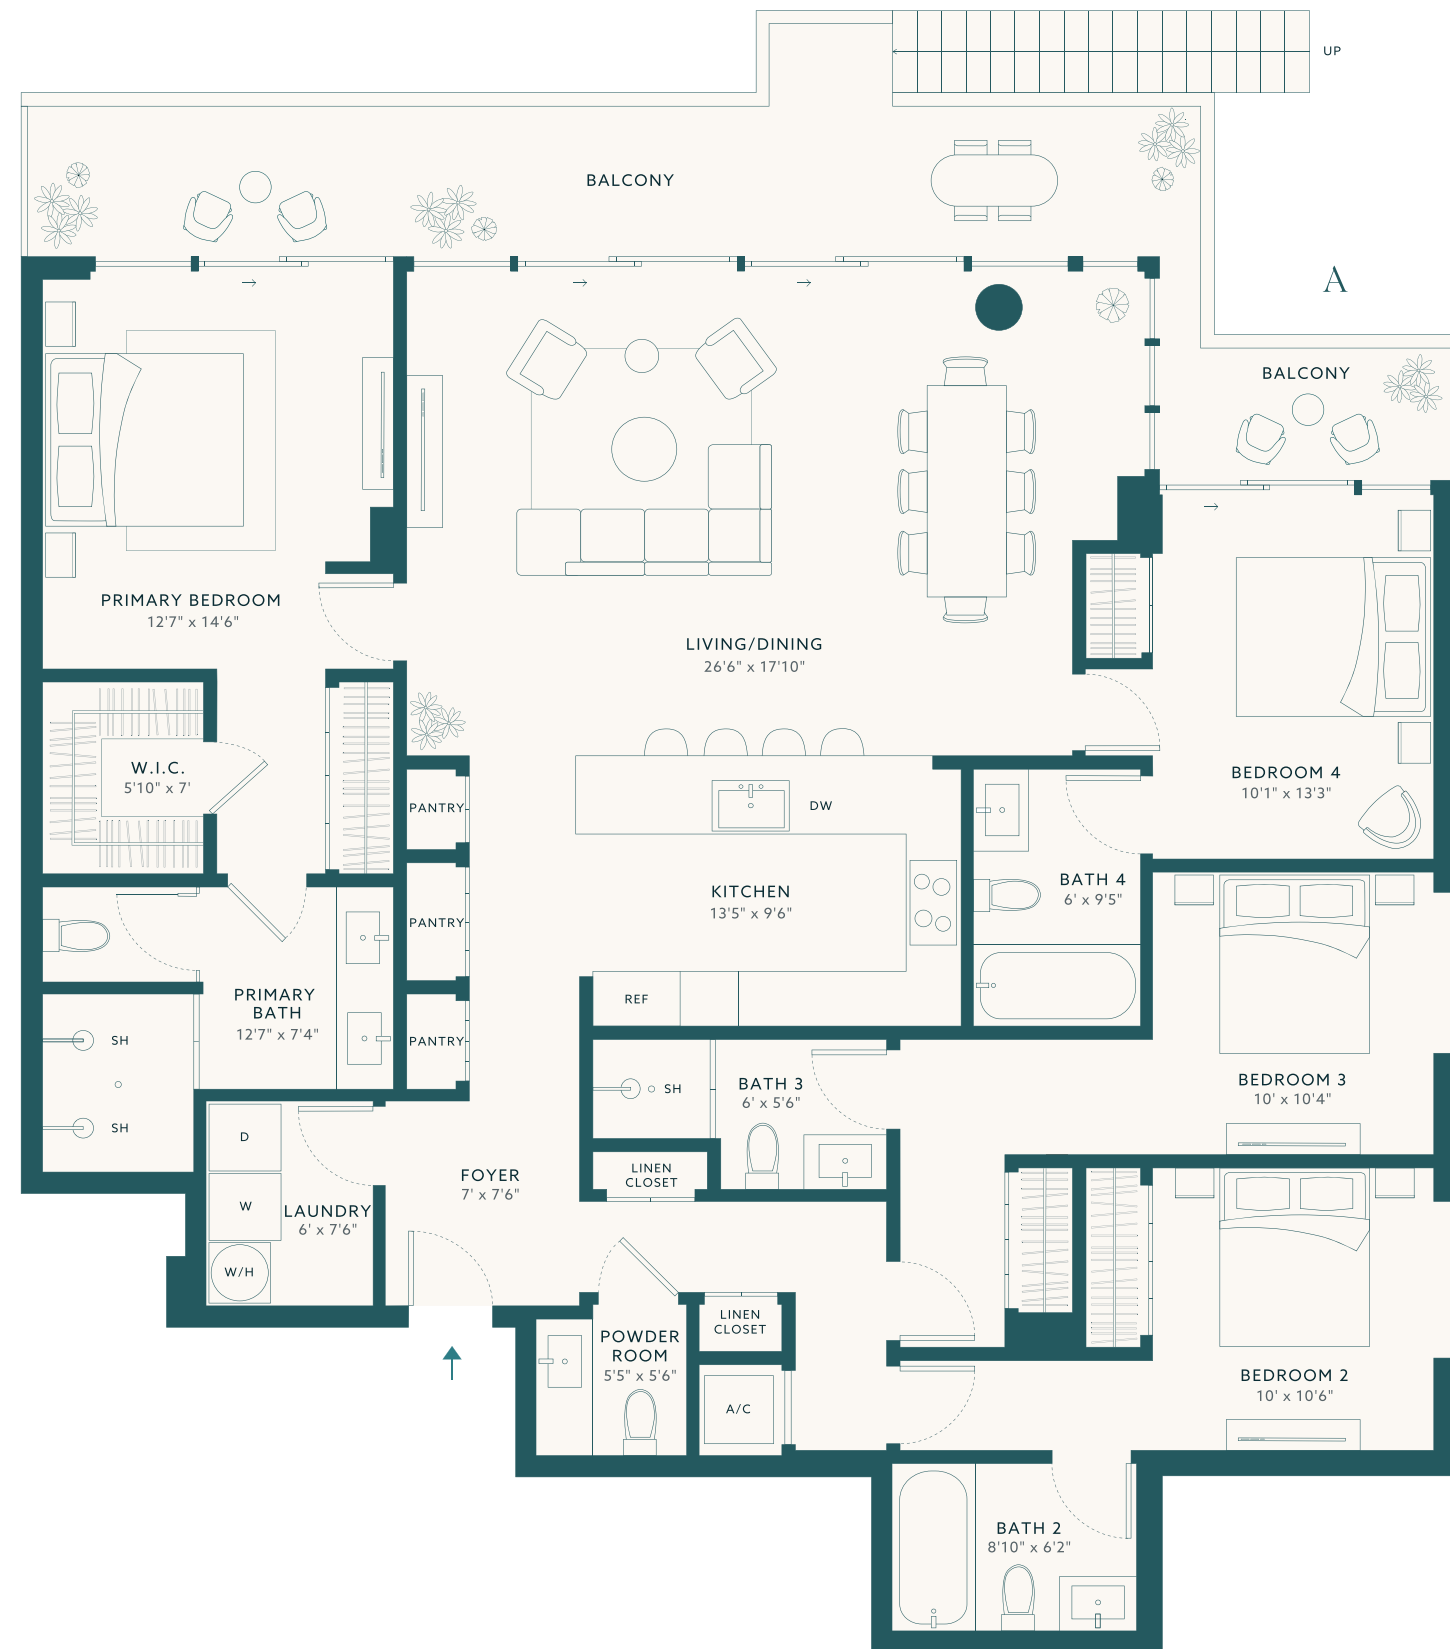 UP
BALCONY
A
BALCONY
PRIMARY BEDROOM
12'7" x 14'6"
LIVING/DINING
26'6" x 17'10"
W.I.C.
5'10" x 7'
PANTRY
DW
BEDROOM 4
10'1" x 13'3"
KITCHEN
13'5" x 9'6"
BATH 4
6' x 9'5"
PANTRY
PRIMARY
BATH
12'7" x 7'4"
REF
SH
PANTRY
SH
BATH 3
6' x 5'6"
SH
BEDROOM 3
10' x 10'4"
D
LINEN
CLOSET
FOYER
7' x 7'6"
W
LAUNDRY
6' x 7'6"
W/H
LINEN
CLOSET
POWDER
ROOM
5'5" x 5'6"
A/C
BEDROOM 2
10' x 10'6"
BATH 2
8'10" x 6'2"